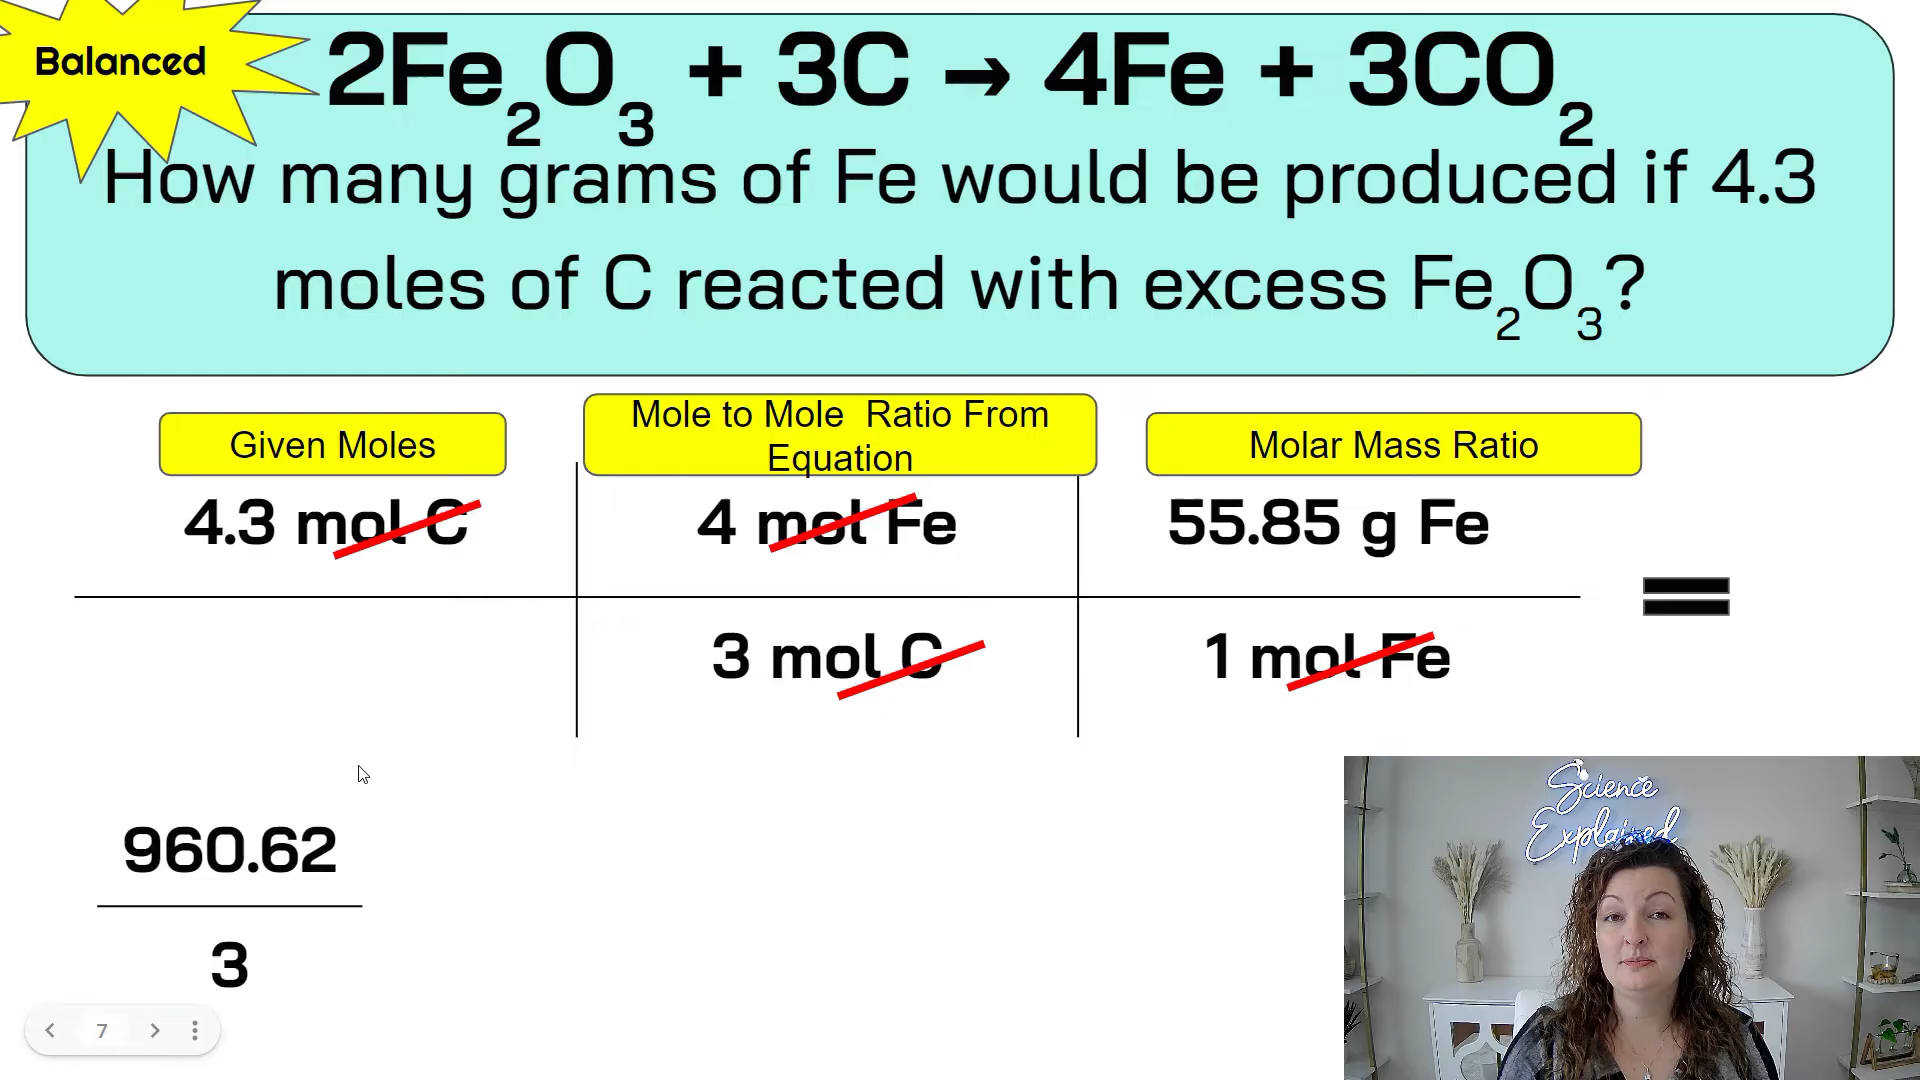 Balanced
2Fe₂O₃ + 3C → 4Fe + 3CO₂
How many grams of Fe would be produced if 4.3
moles of C reacted with excess Fe₂O₃?
Given Moles
Mole to Mole Ratio From
Equation
Molar Mass Ratio
4.3 mol C
4 mol Fe
55.85 g Fe
=
3 mol C
1 mol Fe
960.62
3
7
Science
Explained